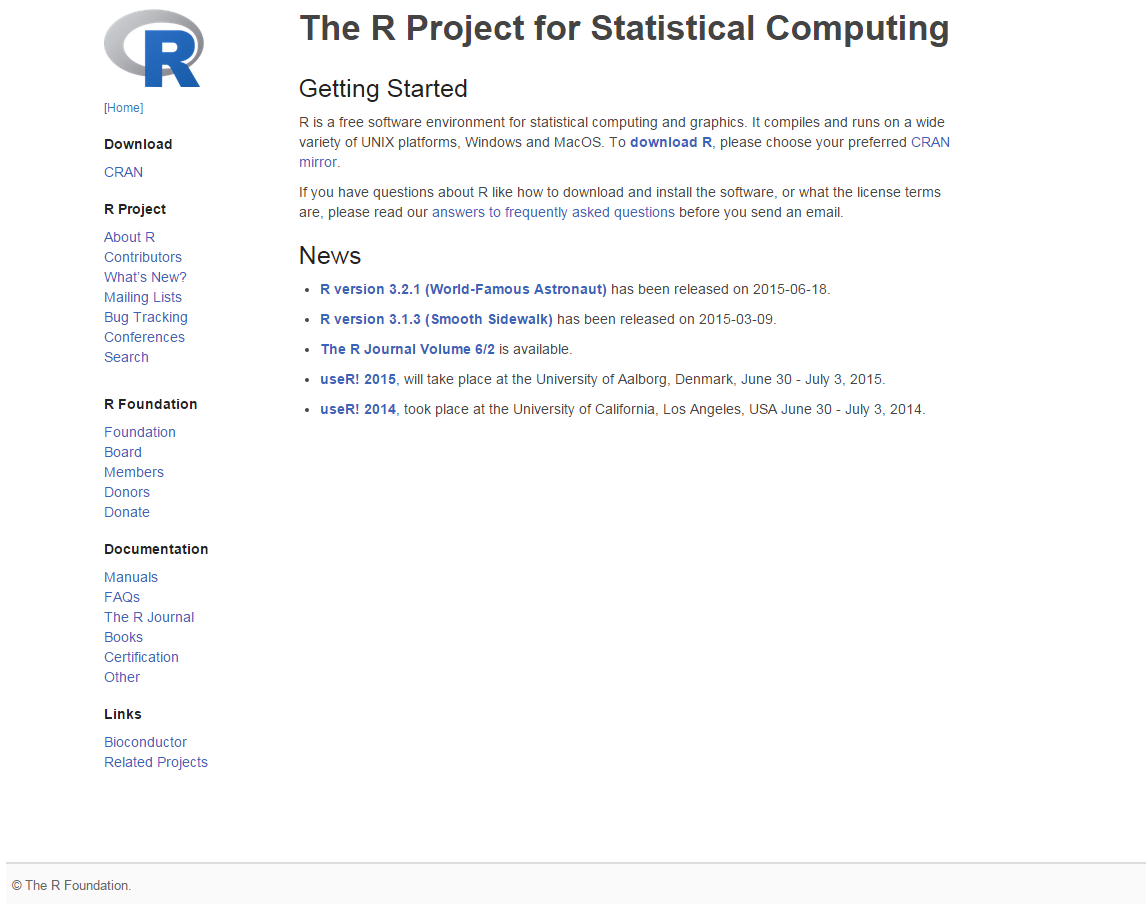 R
[Home]
Download
CRAN
R Project
About R
Contributors
What's New?
Mailing Lists
Bug Tracking
Conferences
Search
R Foundation
Foundation
Board
Members
Donors
Donate
Documentation
Manuals
FAQs
The R Journal
Books
Certification
Other
Links
Bioconductor
Related Projects
The R Project for Statistical Computing
Getting Started
R is a free software environment for statistical computing and graphics. It compiles and runs on a wide
variety of UNIX platforms, Windows and MacOS. To download R, please choose your preferred CRAN
mirror.
If you have questions about R like how to download and install the software, or what the license terms
are, please read our answers to frequently asked questions before you send an email.
News
• R version 3.2.1 (World-Famous Astronaut) has been released on 2015-06-18.
• R version 3.1.3 (Smooth Sidewalk) has been released on 2015-03-09.
• The R Journal Volume 6/2 is available.
• useR! 2015, will take place at the University of Aalborg, Denmark, June 30 - July 3, 2015.
• useR! 2014, took place at the University of California, Los Angeles, USA June 30 - July 3, 2014.
© The R Foundation.